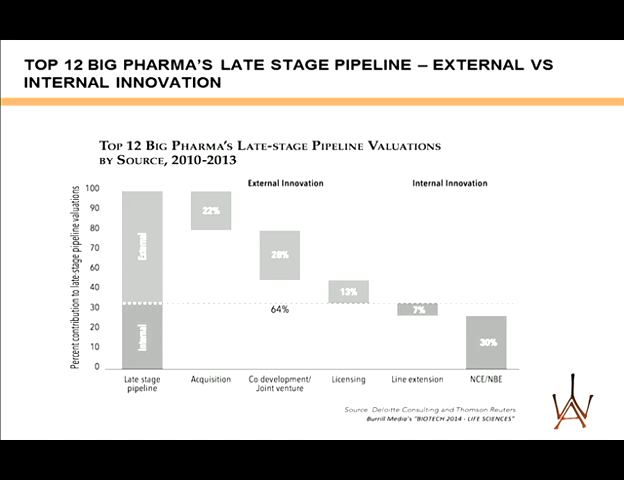 TOP 12 BIG PHARMA'S LATE STAGE PIPELINE – EXTERNAL VS
INTERNAL INNOVATION
TOP 12 BIG PHARMA'S LATE-STAGE PIPELINE VALUATIONS
BY SOURCE, 2010-2013
External Innovation
Internal Innovation
Percent contribution to late-stage pipeline valuations
100
90
80
70
60
40
30
20
10
0
External
Internal
22%
28%
64%
13%
7%
30%
Late stage
pipeline
Acquisition
Co development/
Joint venture
Licensing
Line extension
NCE/NBE
Source: Deloitte Consulting and Thomson Reuters
Burrill Media's "BIOTECH 2014 - LIFE SCIENCES"